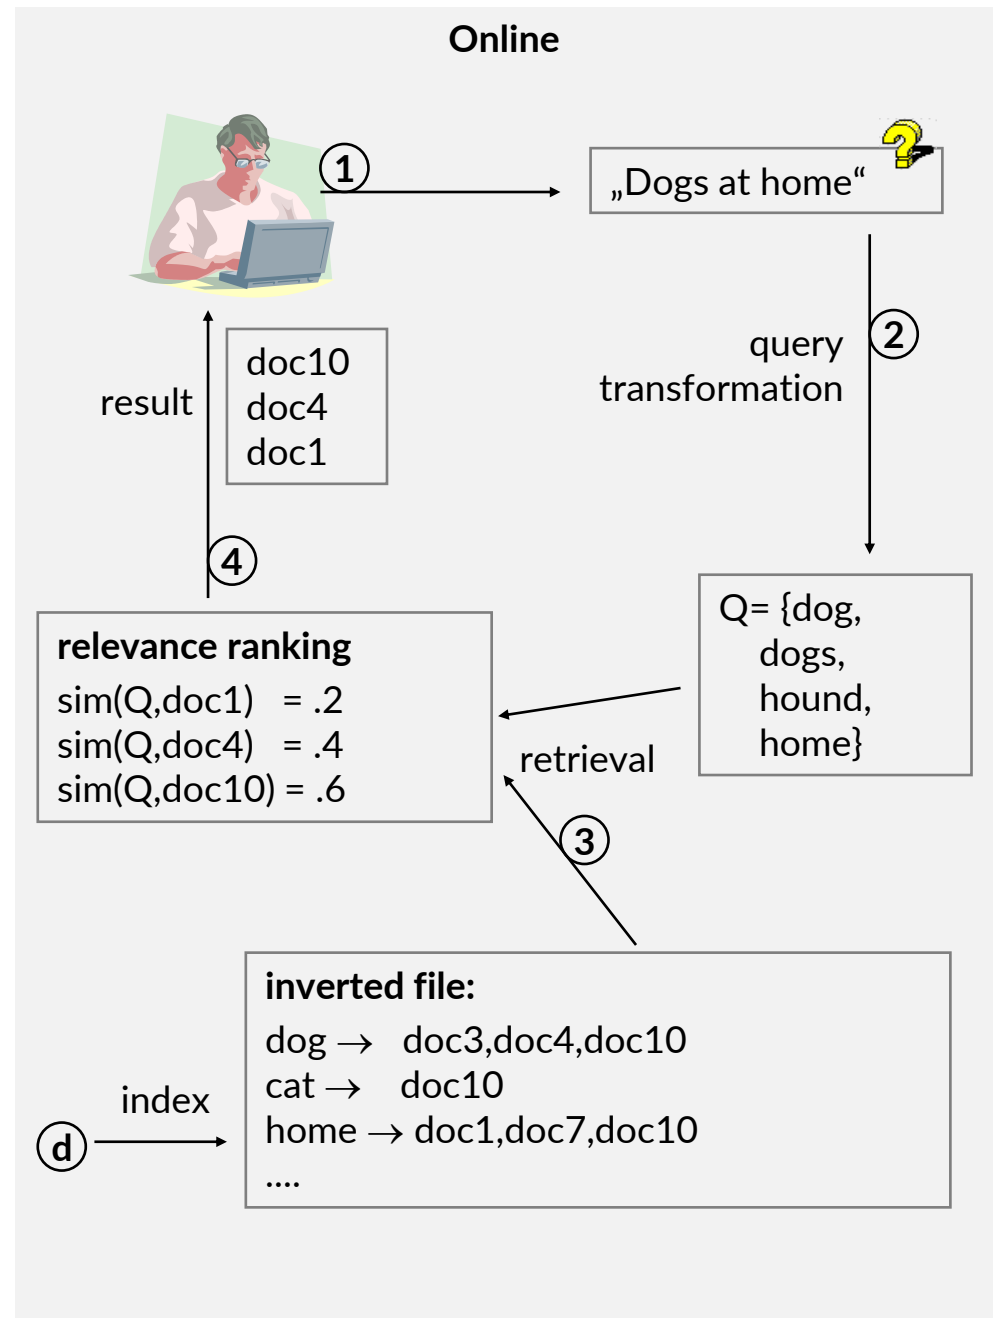 Online
1
„Dogs at home“
?
2
query
transformation
doc10
doc4
doc1
result
4
Q= {dog,
dogs,
hound,
home}
relevance ranking
sim(Q,doc1) = .2
sim(Q,doc4) = .4
sim(Q,doc10) = .6
retrieval
3
inverted file:
dog → doc3,doc4,doc10
cat → doc10
home → doc1,doc7,doc10
....
index
d